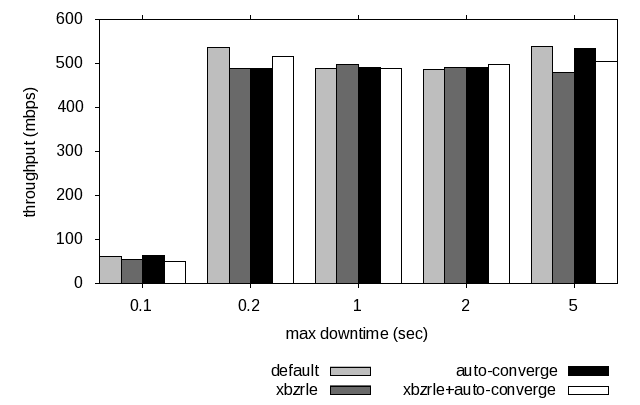 600
500
400
300
200
100
0
throughput (mbps)
0.1 0.2 1 2 5
max downtime (sec)
default auto-converge
xbzrle xbzrle+auto-converge